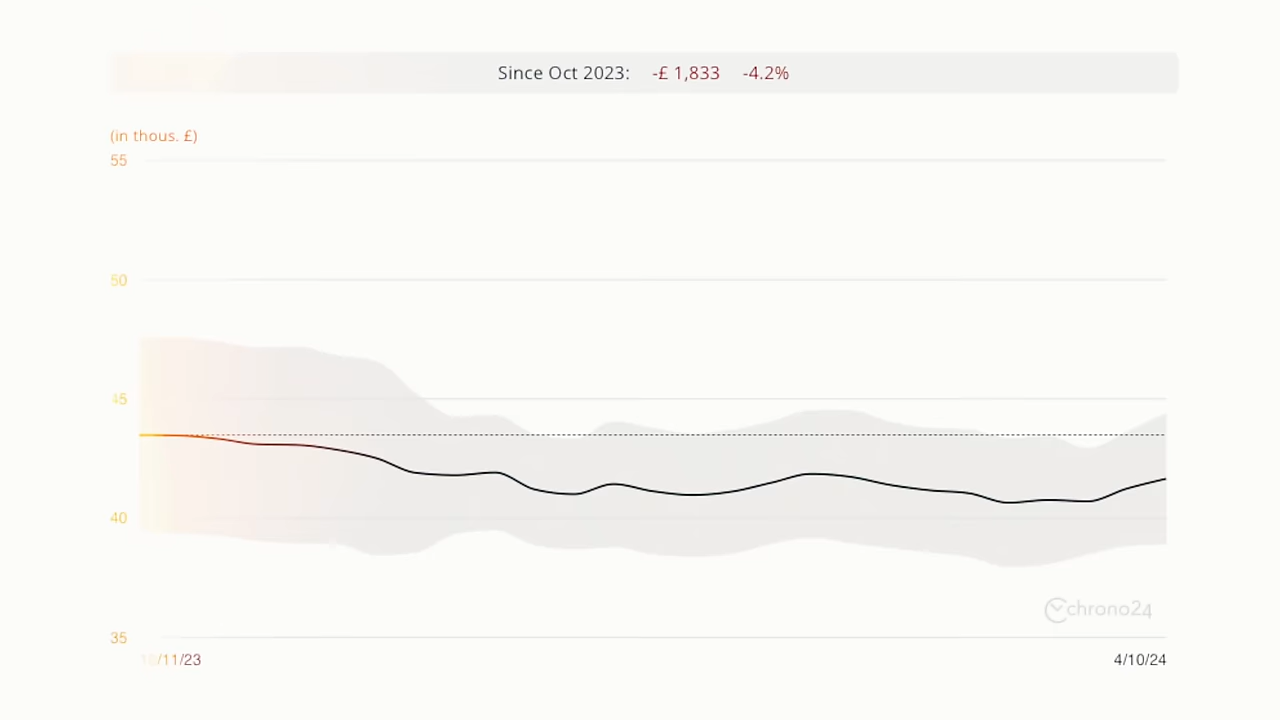 Since Oct 2023: -£ 1,833 -4.2%
(in thous. £)
55
50
45
40
35
10/11/23
4/10/24
chrono24